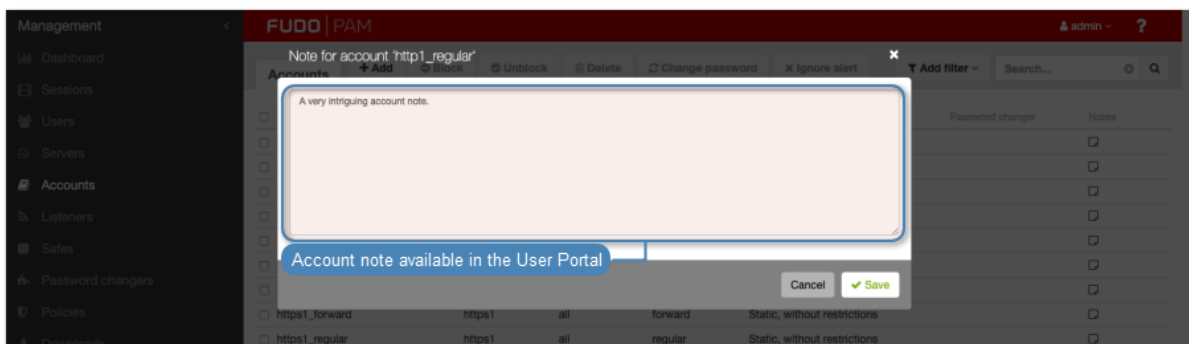 Management
FUDO PAM
admin
?
Dashboard
Note for account 'http1_regular'
Accounts
+ Add
Block
Unblock
Delete
Change password
Ignore alert
Add filter
Search...
Sessions
A very intriguing account note.
Users
Password changer
Notes
Servers
Accounts
Listeners
Safes
Account note available in the User Portal
Password changers
Cancel
Save
Policies
https1_forward https1 all forward Static, without restrictions
Downloads
https1_regular https1 all regular Static, without restrictions